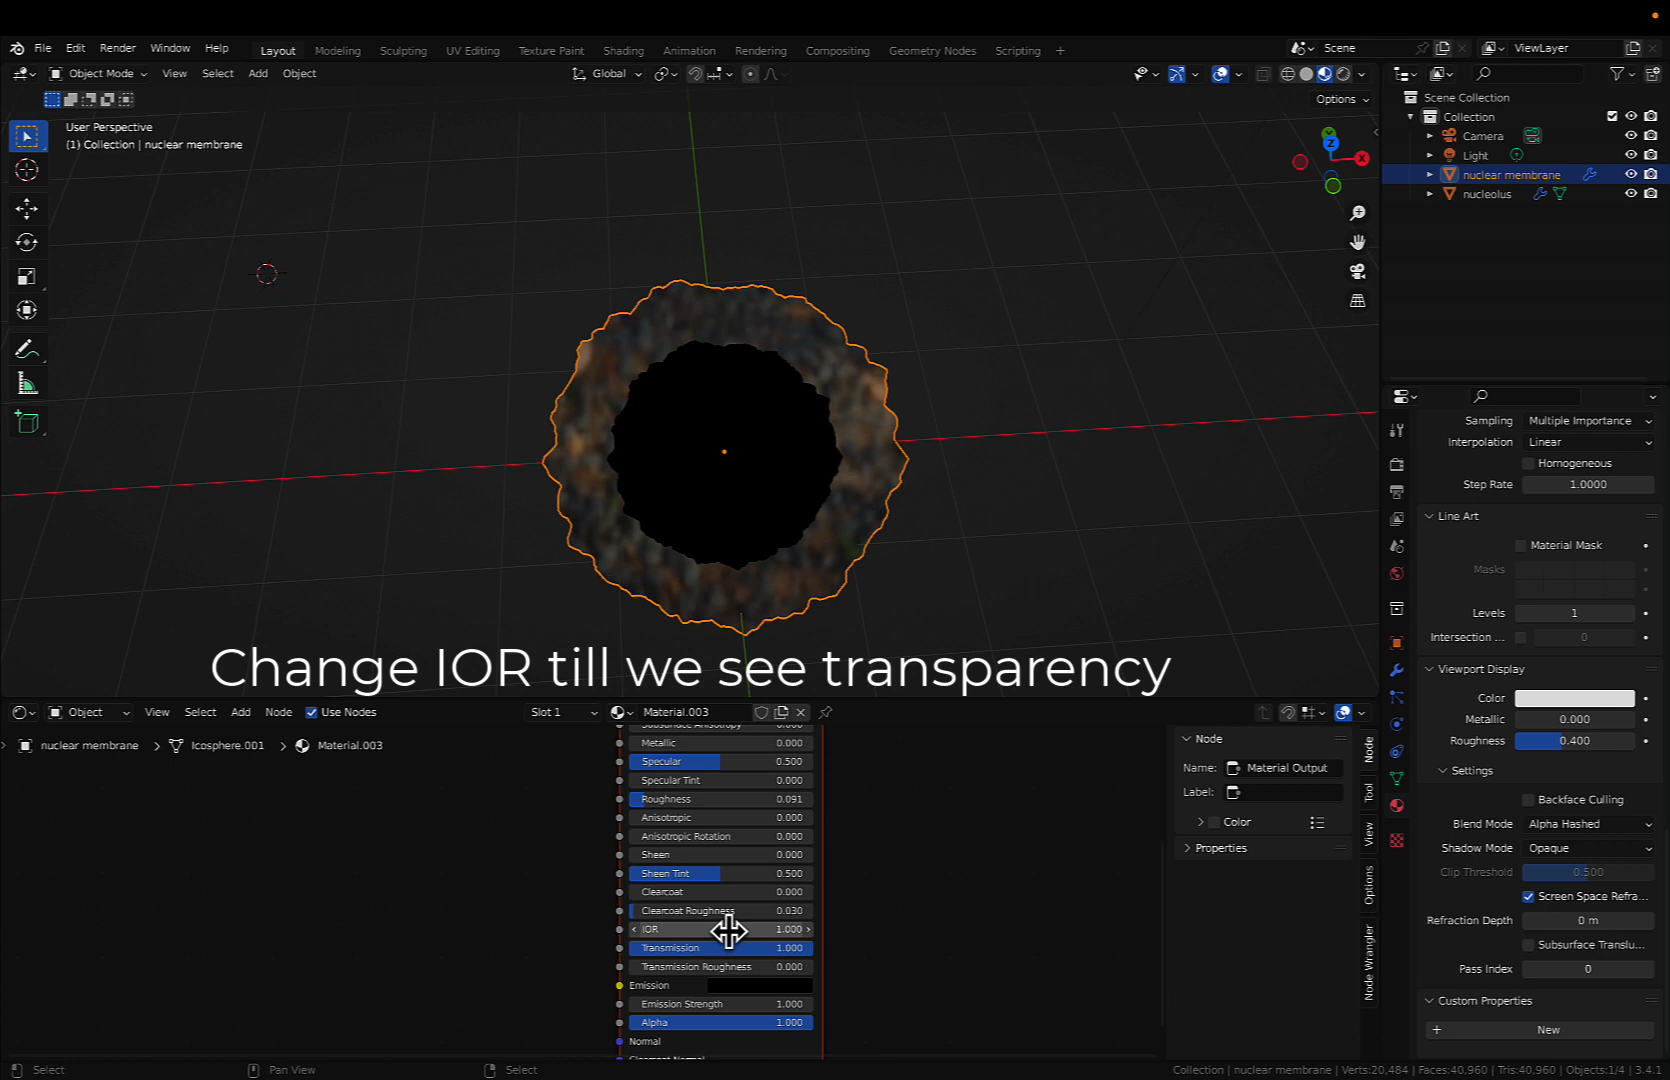 File Edit Render Window Help Layout Modeling Sculpting UV Editing Texture Paint Shading Animation Rendering Compositing Geometry Nodes Scripting + Scene ViewLayer
Object Mode View Select Add Object Global
Options
User Perspective
(1) Collection | nuclear membrane
Y
Z
X
Scene Collection
Collection
Camera
Light
nuclear membrane
nucleolus
Sampling Multiple Importance
Interpolation Linear
Homogeneous
Step Rate 1.0000
Line Art
Material Mask
Masks
Levels 1
Intersection ... 0
Viewport Display
Color
Metallic 0.000
Roughness 0.400
Settings
Backface Culling
Blend Mode Alpha Hashed
Shadow Mode Opaque
Clip Threshold 0.500
Screen Space Refra...
Refraction Depth 0 m
Subsurface Translu...
Pass Index 0
Custom Properties
+ New
Change IOR till we see transparency
Object View Select Add Node Use Nodes Slot 1 Material.003
nuclear membrane > Icosphere.001 > Material.003
Metallic 0.000
Specular 0.500
Specular Tint 0.000
Roughness 0.091
Anisotropic 0.000
Anisotropic Rotation 0.000
Sheen 0.000
Sheen Tint 0.500
Clearcoat 0.000
Clearcoat Roughness 0.030
IOR 1.000
Transmission 1.000
Transmission Roughness 0.000
Emission
Emission Strength 1.000
Alpha 1.000
Normal
Node
Name: Material Output
Label:
Color
Properties
Node
Tool
View
Options
Node Wrangler
Select Pan View Select
Collection | nuclear membrane | Verts:20,484 | Faces:40,960 | Tris:40,960 | Objects:1/4 | 3.4.1